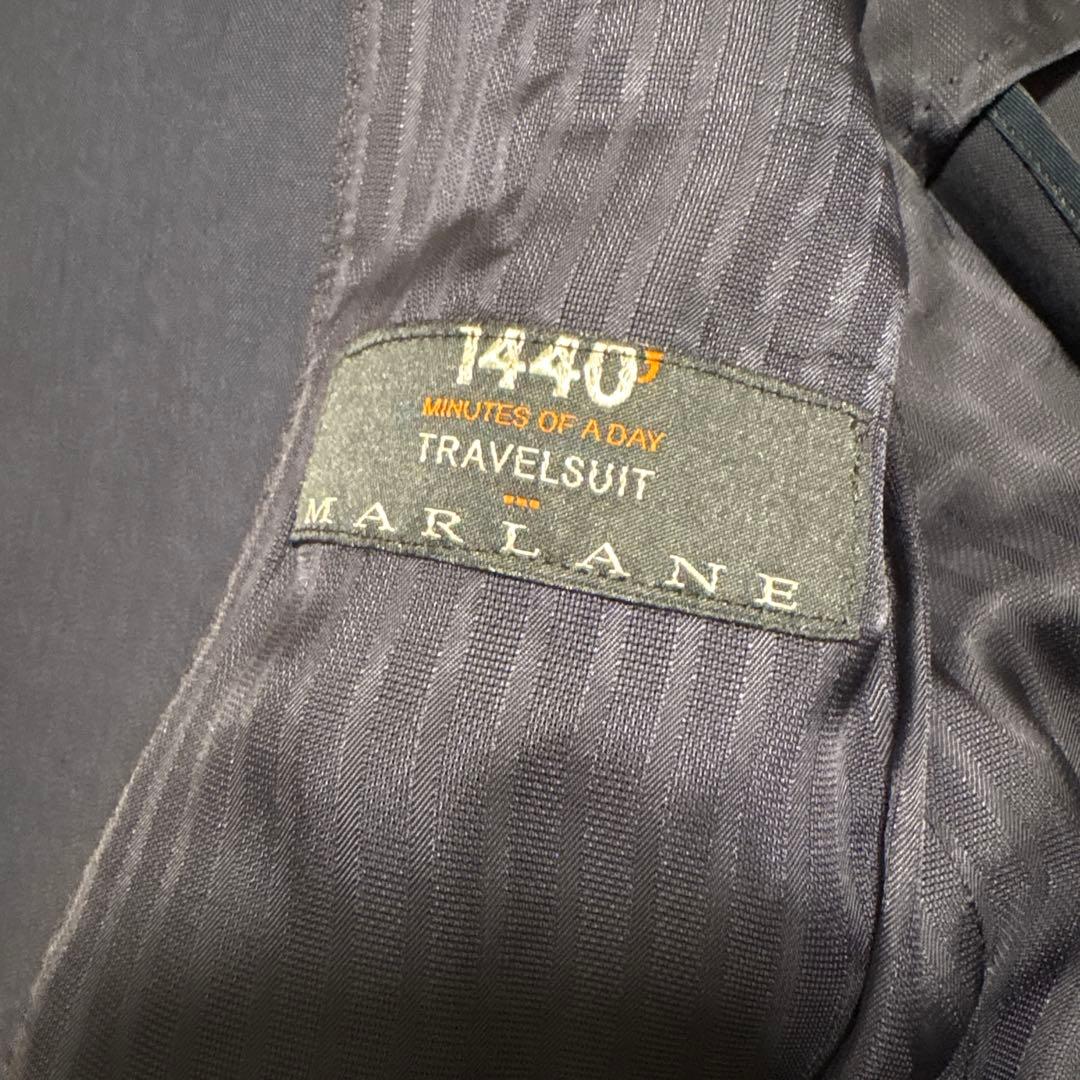 1440'
MINUTES OF A DAY
TRAVELSUIT
MARLANE